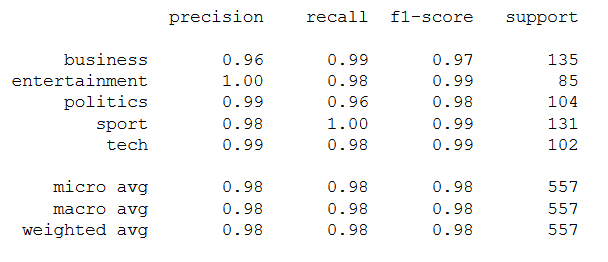 precision recall f1-score support
business 0.96 0.99 0.97 135
entertainment 1.00 0.98 0.99 85
politics 0.99 0.96 0.98 104
sport 0.98 1.00 0.99 131
tech 0.99 0.98 0.99 102
micro avg 0.98 0.98 0.98 557
macro avg 0.98 0.98 0.98 557
weighted avg 0.98 0.98 0.98 557